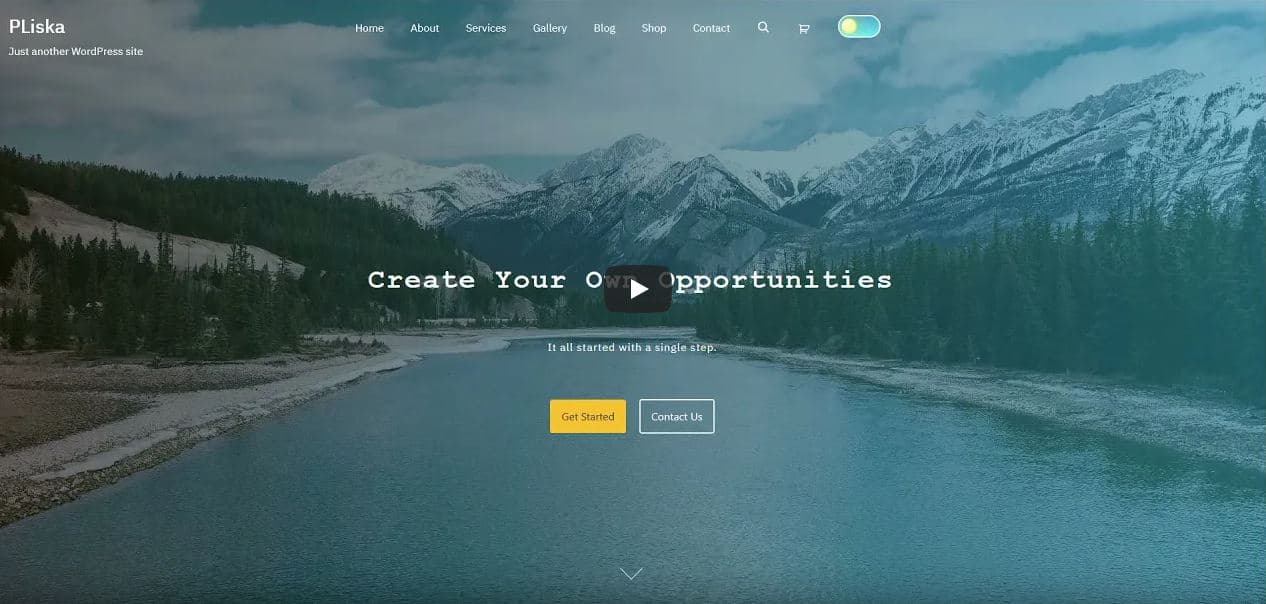 PLiska
Just another WordPress site
Home About Services Gallery Blog Shop Contact
Create Your Own Opportunities
It all started with a single step.
Get Started Contact Us